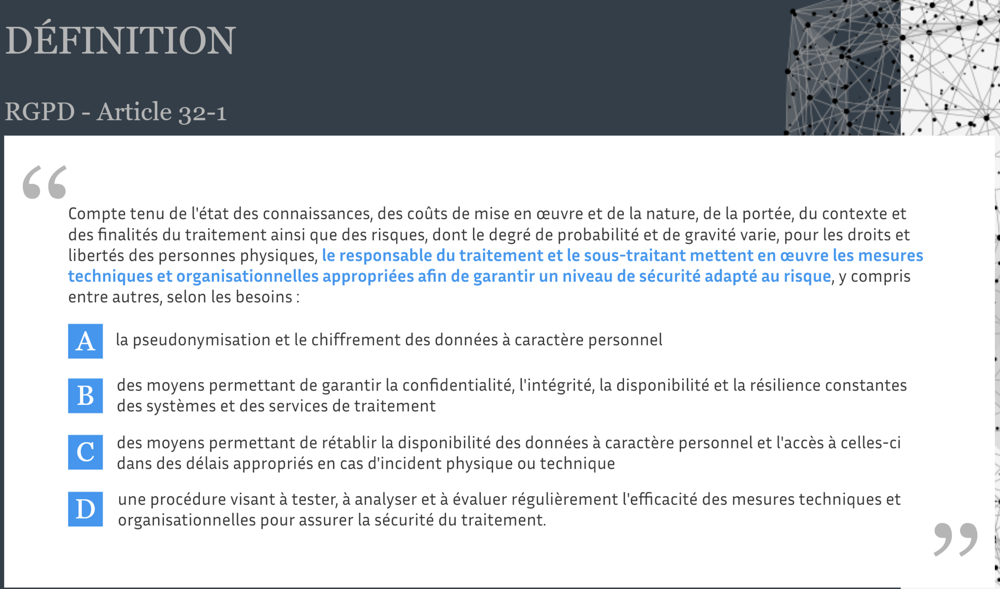 DÉFINITION
RGPD - Article 32-1
“
Compte tenu de l'état des connaissances, des coûts de mise en œuvre et de la nature, de la portée, du contexte et
des finalités du traitement ainsi que des risques, dont le degré de probabilité et de gravité varie, pour les droits et
libertés des personnes physiques, le responsable du traitement et le sous-traitant mettent en œuvre les mesures
techniques et organisationnelles appropriées afin de garantir un niveau de sécurité adapté au risque, y compris
entre autres, selon les besoins :
A la pseudonymisation et le chiffrement des données à caractère personnel
B des moyens permettant de garantir la confidentialité, l'intégrité, la disponibilité et la résilience constantes
des systèmes et des services de traitement
C des moyens permettant de rétablir la disponibilité des données à caractère personnel et l'accès à celles-ci
dans des délais appropriés en cas d'incident physique ou technique
D une procédure visant à tester, à analyser et à évaluer régulièrement l'efficacité des mesures techniques et
organisationnelles pour assurer la sécurité du traitement.
”